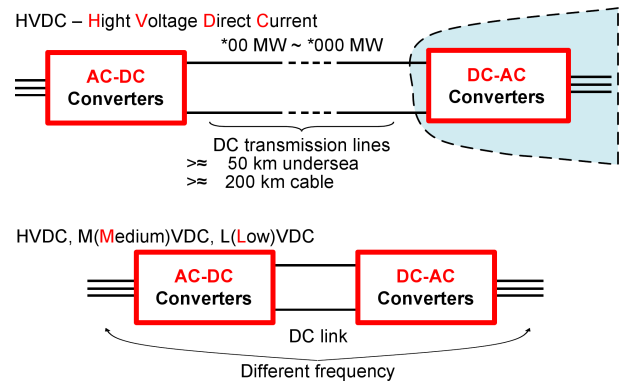 HVDC – Hight Voltage Direct Current
*00 MW ~ *000 MW
AC-DC
Converters
DC-AC
Converters
DC transmission lines
>≈ 50 km undersea
>≈ 200 km cable
HVDC, M(Medium)VDC, L(Low)VDC
AC-DC
Converters
DC-AC
Converters
DC link
Different frequency